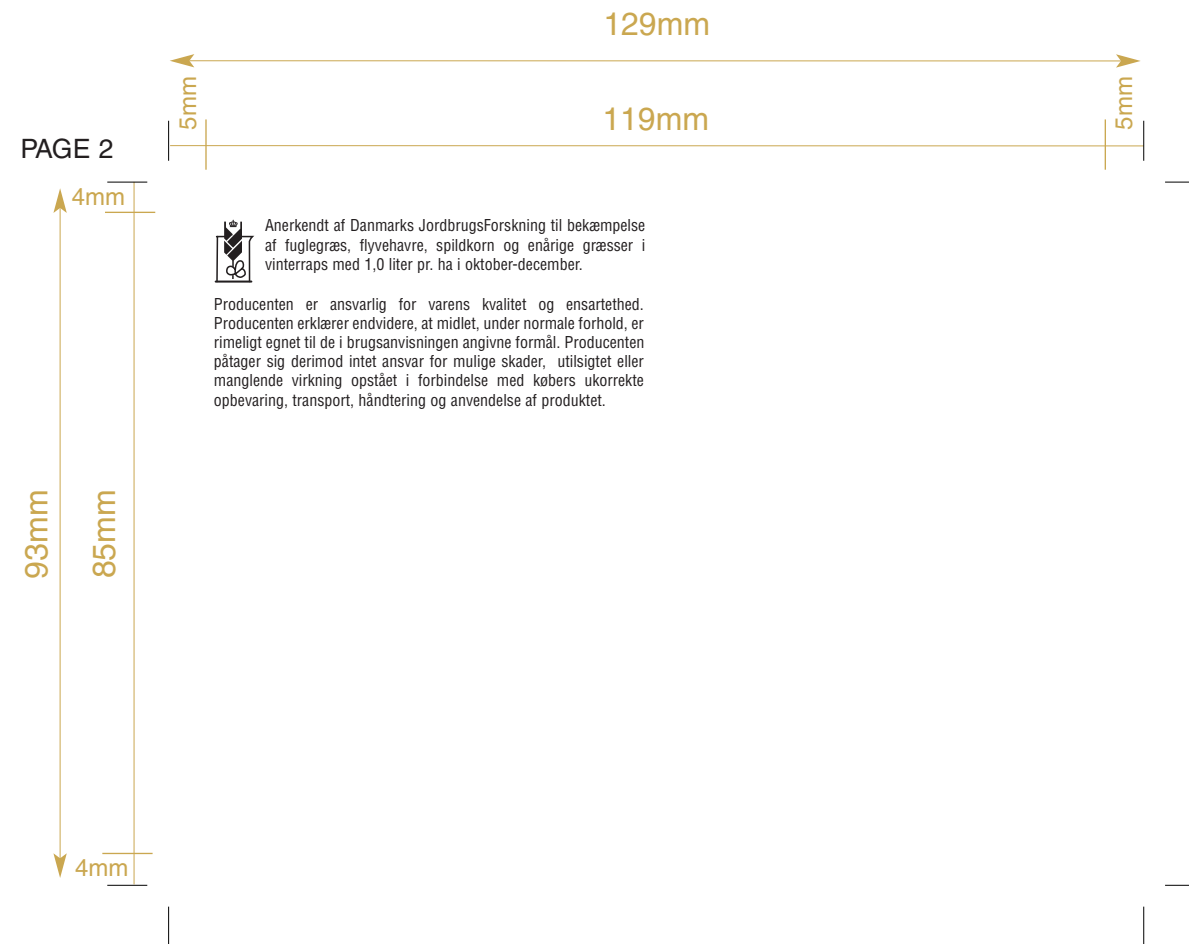 129mm
5mm
119mm
5mm
PAGE 2
4mm
Anerkendt af Danmarks JordbrugsForskning til bekæmpelse
af fuglegræs, flyvehavre, spildkorn og enårige græsser i
vinterraps med 1,0 liter pr. ha i oktober-december.
Producenten er ansvarlig for varens kvalitet og ensartethed.
Producenten erklærer endvidere, at midlet, under normale forhold, er
rimeligt egnet til de i brugsanvisningen angivne formål. Producenten
påtager sig derimod intet ansvar for mulige skader, utilsigtet eller
manglende virkning opstået i forbindelse med købers ukorrekte
opbevaring, transport, håndtering og anvendelse af produktet.
93mm
85mm
4mm